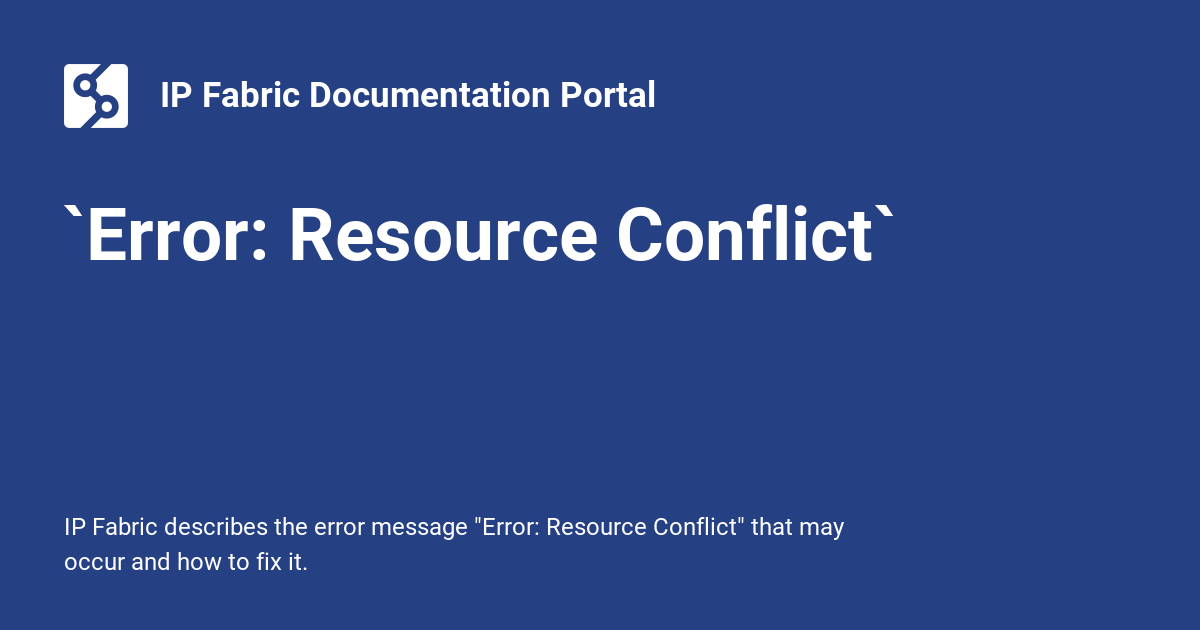 IP Fabric Documentation Portal
`Error: Resource Conflict`
IP Fabric describes the error message "Error: Resource Conflict" that may
occur and how to fix it.